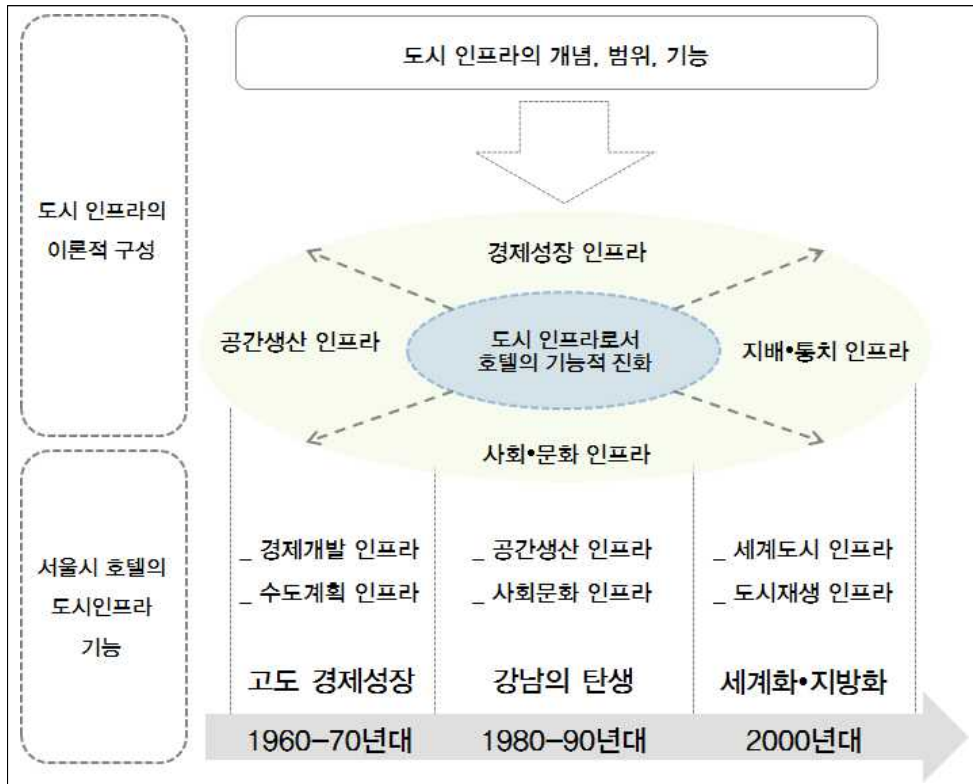 도시 인프라의 개념, 범위, 기능
도시 인프라의
이론적 구성
경제성장 인프라
공간생산 인프라
도시 인프라로서
호텔의 기능적 진화
지배•통치 인프라
사회•문화 인프라
서울시 호텔의
도시인프라
기능
_ 경제개발 인프라
_ 수도계획 인프라
_ 공간생산 인프라
_ 사회문화 인프라
_ 세계도시 인프라
_ 도시재생 인프라
고도 경제성장
강남의 탄생
세계화•지방화
1960-70년대
1980-90년대
2000년대